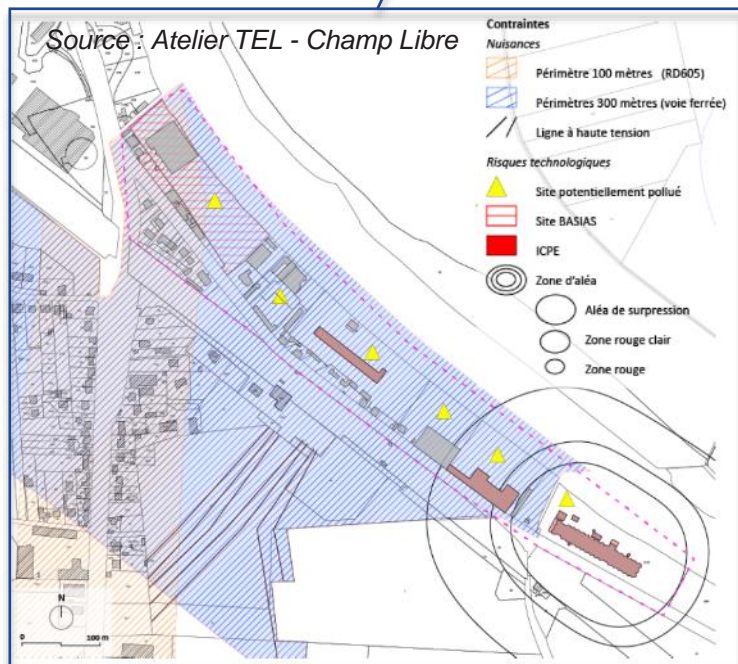 Source : Atelier TEL - Champ Libre
Contraintes
Nuisances
Périmètre 100 mètres (RD605)
Périmètres 300 mètres (voie ferrée)
Ligne à haute tension
Risques technologiques
Site potentiellement pollué
Site BASIAS
ICPE
Zone d'aléa
Aléa de surpression
Zone rouge clair
Zone rouge
N
0 100 m